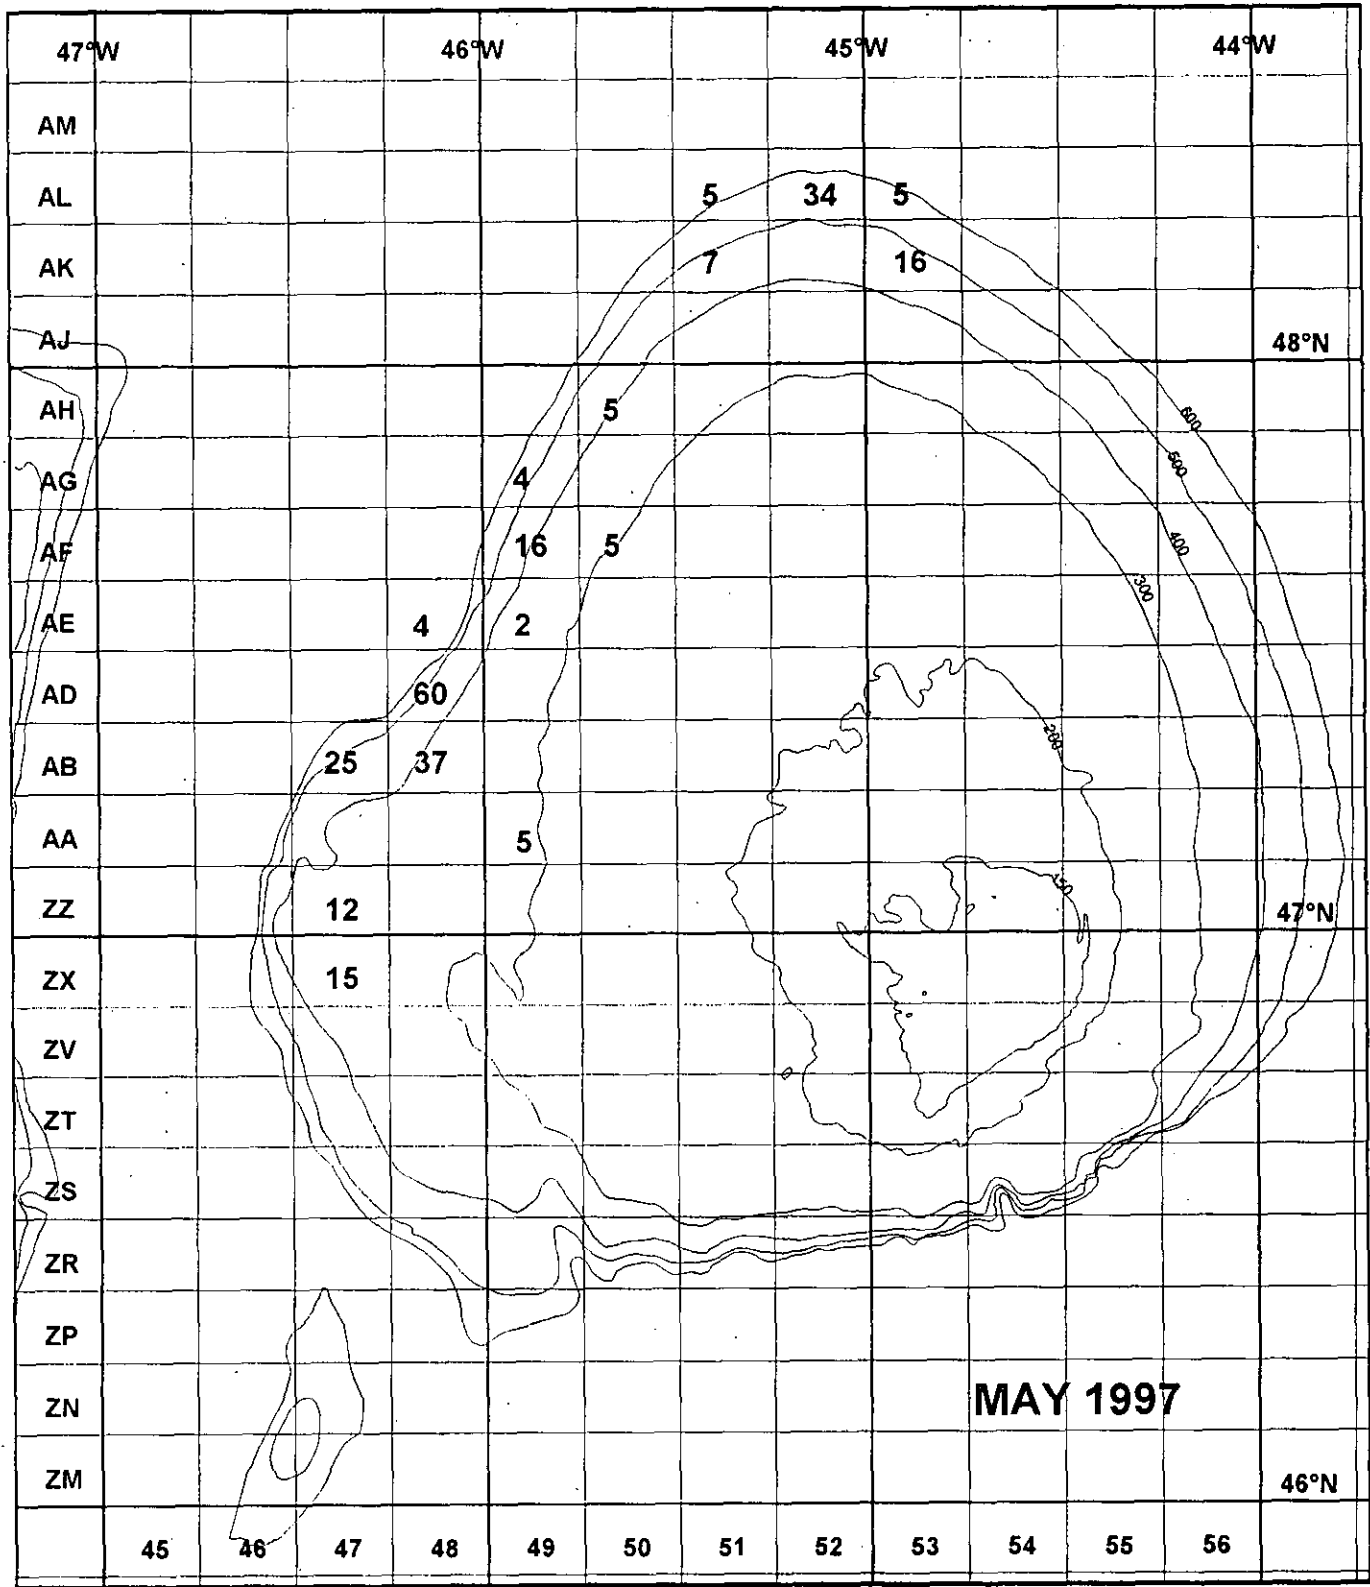 47°W 46°W 45°W 44°W
AM
AL 5 34 5
AK 7 16
AJ 48°N
AH 5 600
AG 4 500
AF 16 5 400
300
AE 4 2
AD 60
200
AB 25 37
AA 5
150
ZZ 12 47°N
ZX 15
ZV
ZT
ZS
ZR
ZP
ZN MAY 1997
ZM 46°N
45 46 47 48 49 50 51 52 53 54 55 56